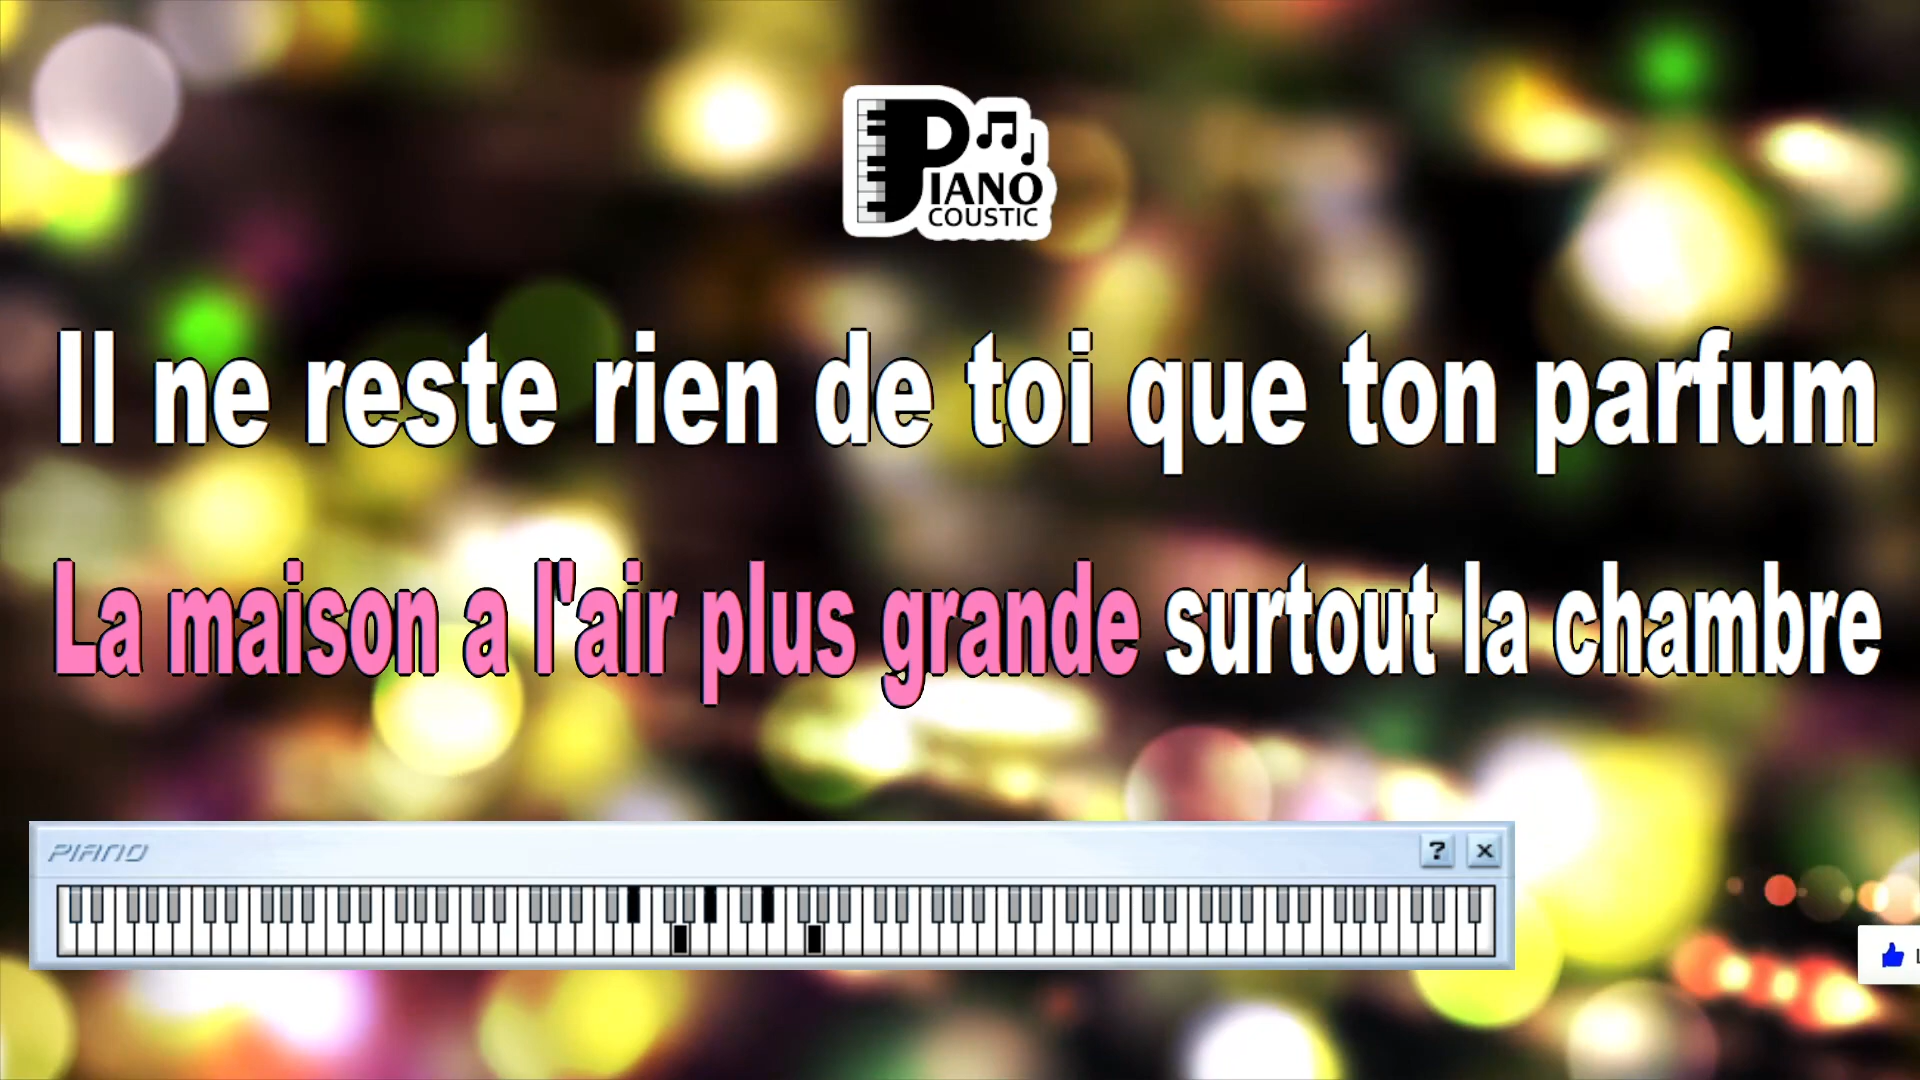 PIANO
COUSTIC
Il ne reste rien de toi que ton parfum
La maison a l'air plus grande surtout la chambre
PIANO
? x
L